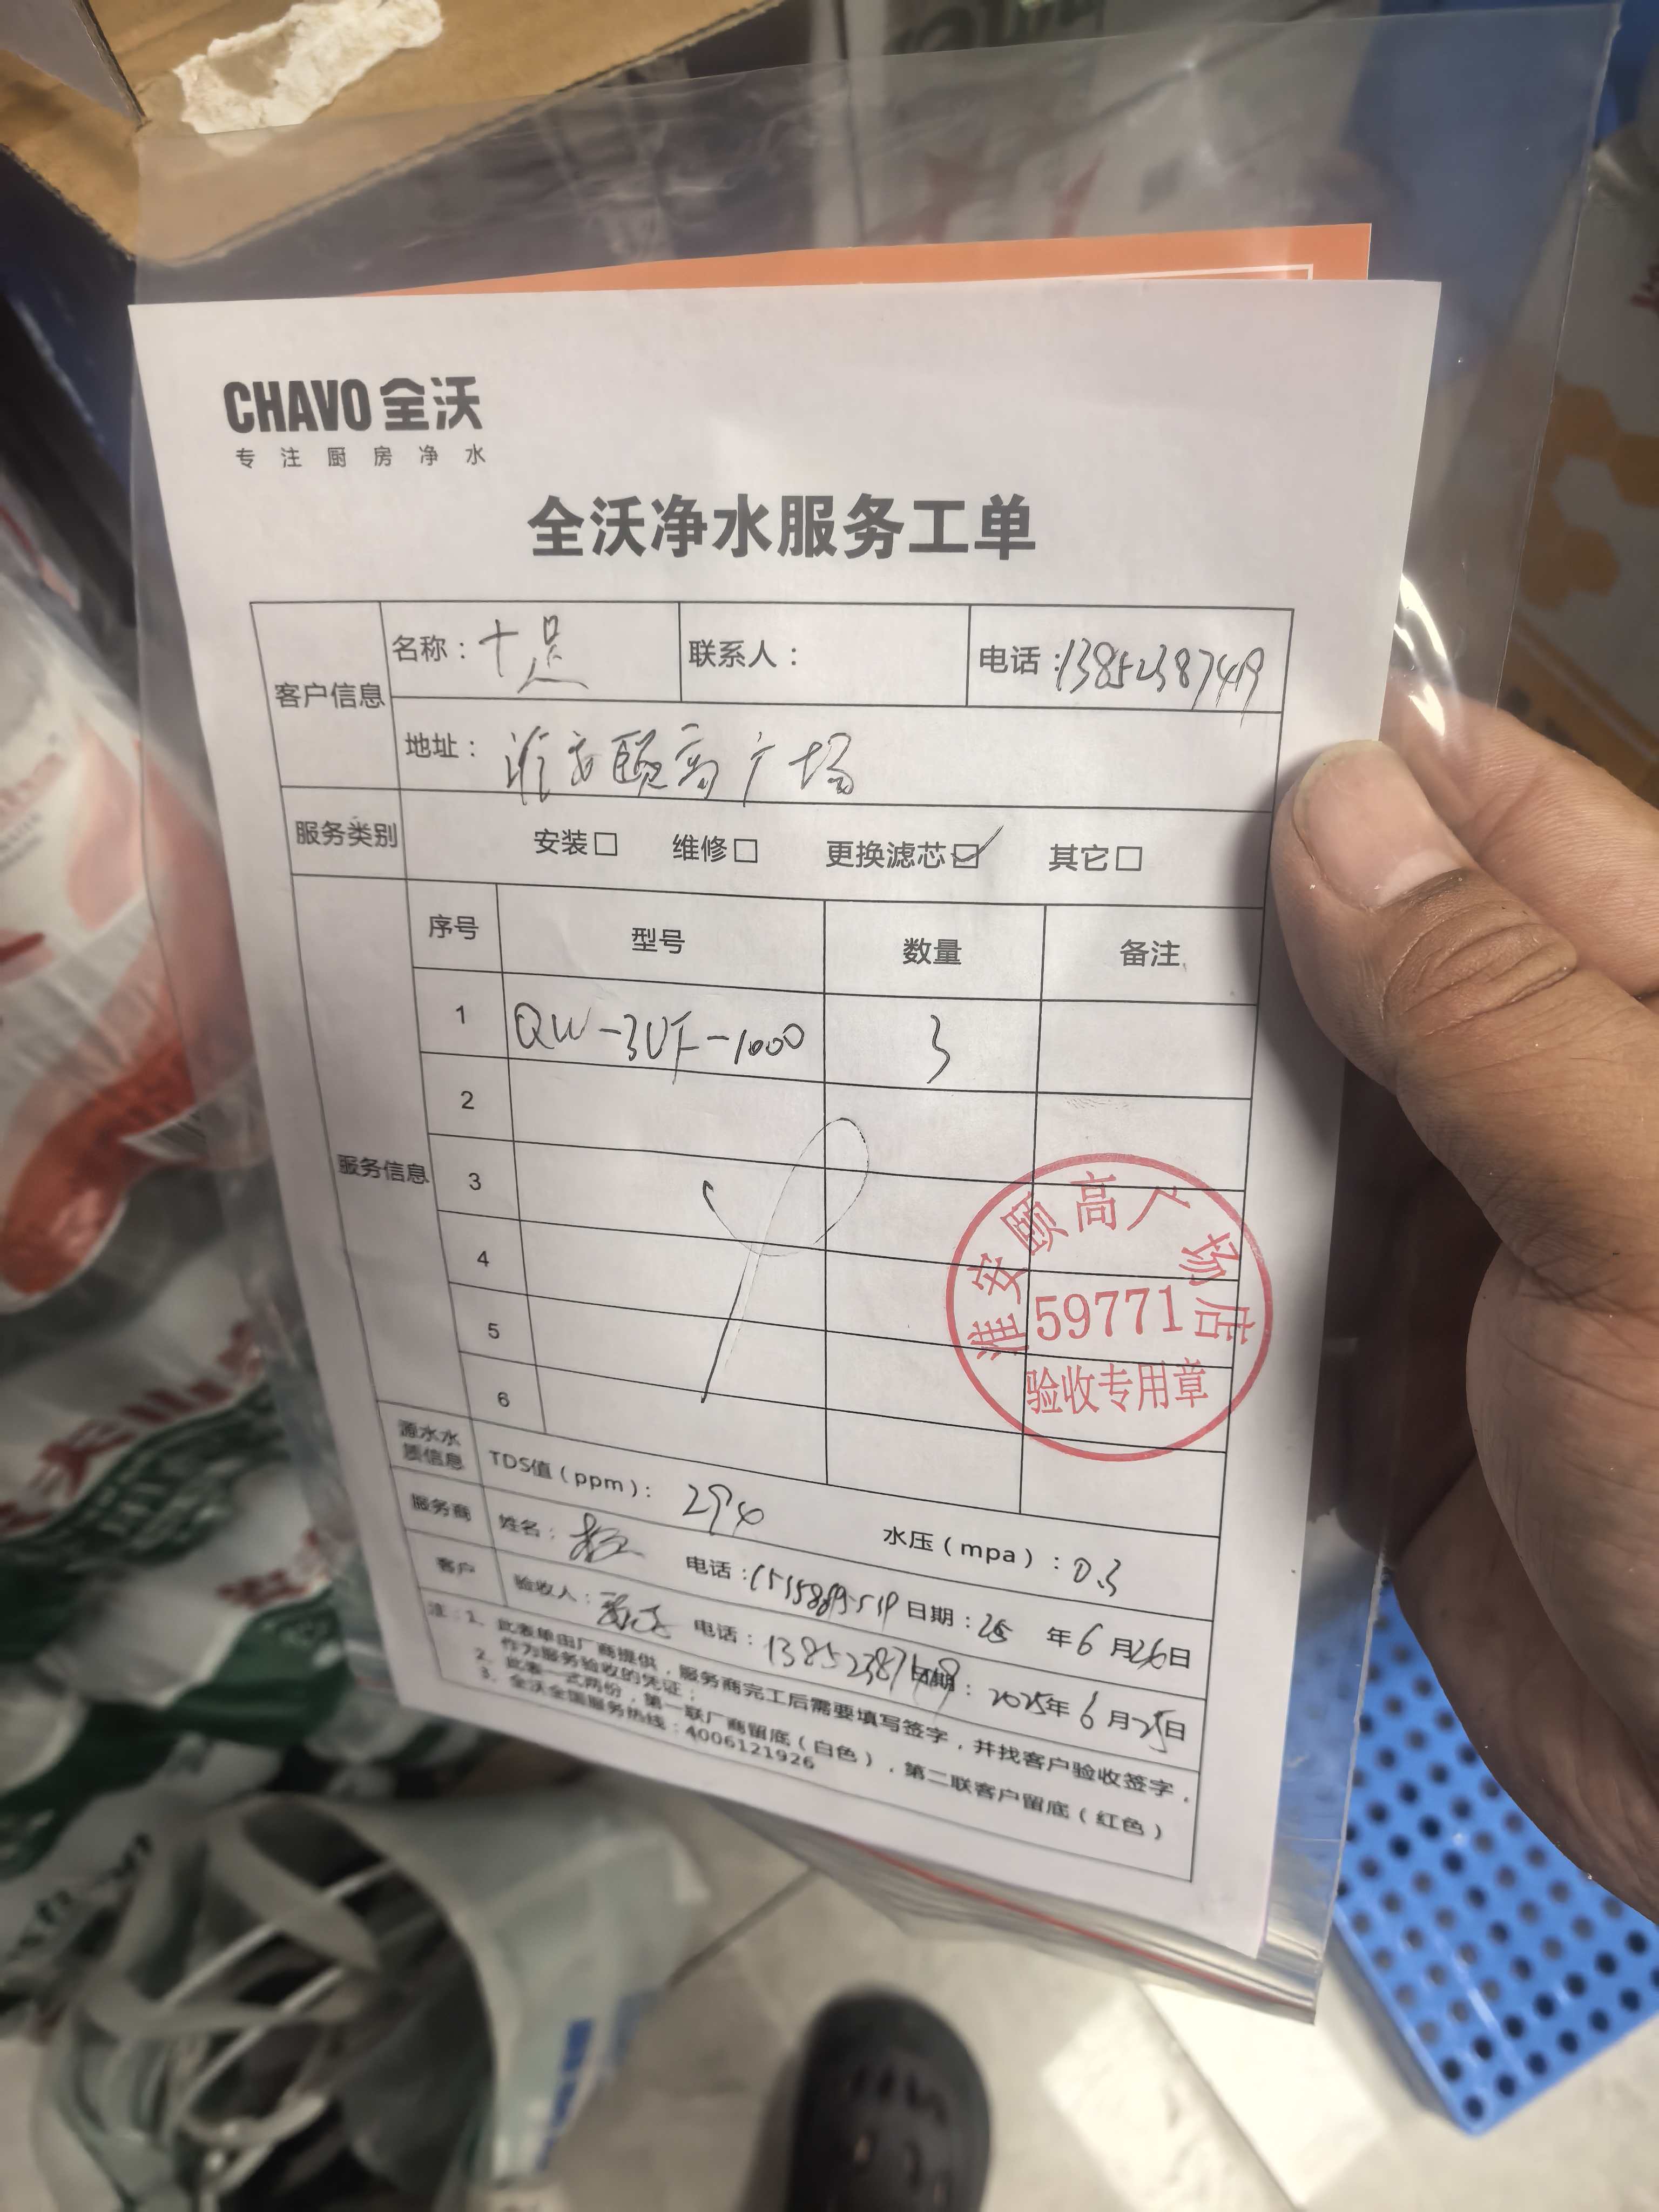 CHAVO 全沃
专注厨房净水
全沃净水服务工单
客户信息 名称：十足 联系人： 电话：13852387419
地址：淮安颐高广场
服务类别 安装□ 维修□ 更换滤芯☑ 其它□
服务信息 序号 型号 数量 备注
1 QW-3UF-1000 3
2
3
4
5
6
淮安颐高广场店
59771
验收专用章
源水水质信息 TDS值（ppm）：294 水压（mpa）：0.3
服务商 姓名： 电话： 日期：25年6月26日
客户 验收人： 电话： 日期：2025年6月25日
注：1、此表单由厂商提供，服务商完工后需要填写签字，并找客户验收签字，
作为服务验收的凭证；
2、此表一式两份，第一联厂商留底（白色），第二联客户留底（红色）
3、全沃全国服务热线：4006121926